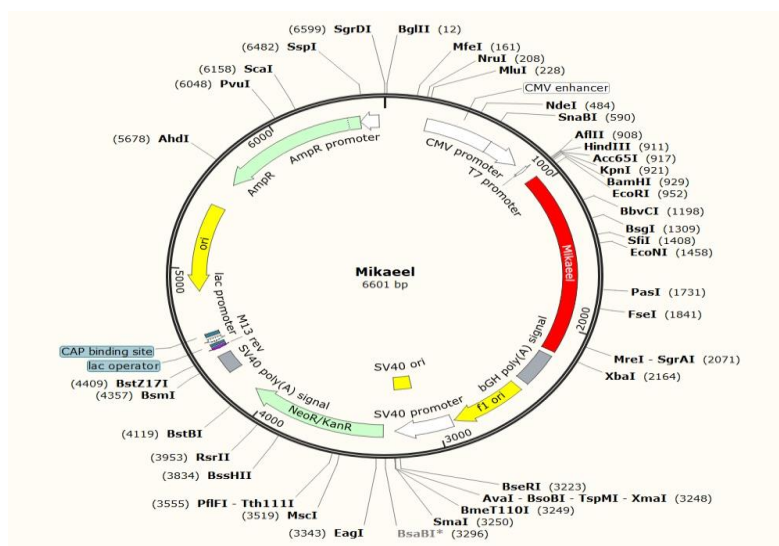 (6599) SgrDI
BglII (12)
(6482) SspI
MfeI (161)
NruI (208)
(6158) ScaI
MluI (228)
(6048) PvuI
CMV enhancer
NdeI (484)
SnaBI (590)
(5678) AhdI
AflII (908)
HindIII (911)
Acc65I (917)
KpnI (921)
BamHI (929)
EcoRI (952)
BbvCI (1198)
BsgI (1309)
SfiI (1408)
EcoNI (1458)
PasI (1731)
FseI (1841)
MreI - SgrAI (2071)
XbaI (2164)
6000
1000
AmpR promoter
AmpR
CMV promoter
T7 promoter
Mikaeel
ori
Mikaeel
6601 bp
5000
2000
lac promoter
M13 rev
CAP binding site
lac operator
SV40 poly(A) signal
SV40 ori
bGH poly(A) signal
(4409) BstZ17I
(4357) BsmI
SV40 promoter
f1 ori
NeoR/KanR
4000
3000
(4119) BstBI
(3953) RsrII
(3834) BssHII
(3555) PflFI - Tth111I
(3519) MscI
(3343) EagI
BsaBI* (3296)
SmaI (3250)
BmeT110I (3249)
AvaI - BsoBI - TspMI - XmaI (3248)
BseRI (3223)